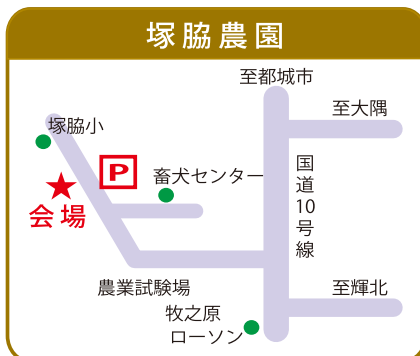 塚脇農園
至都城市
至大隅
塚脇小
P
畜犬センター
国道10号線
会場
農業試験場
至輝北
牧之原
ローソン